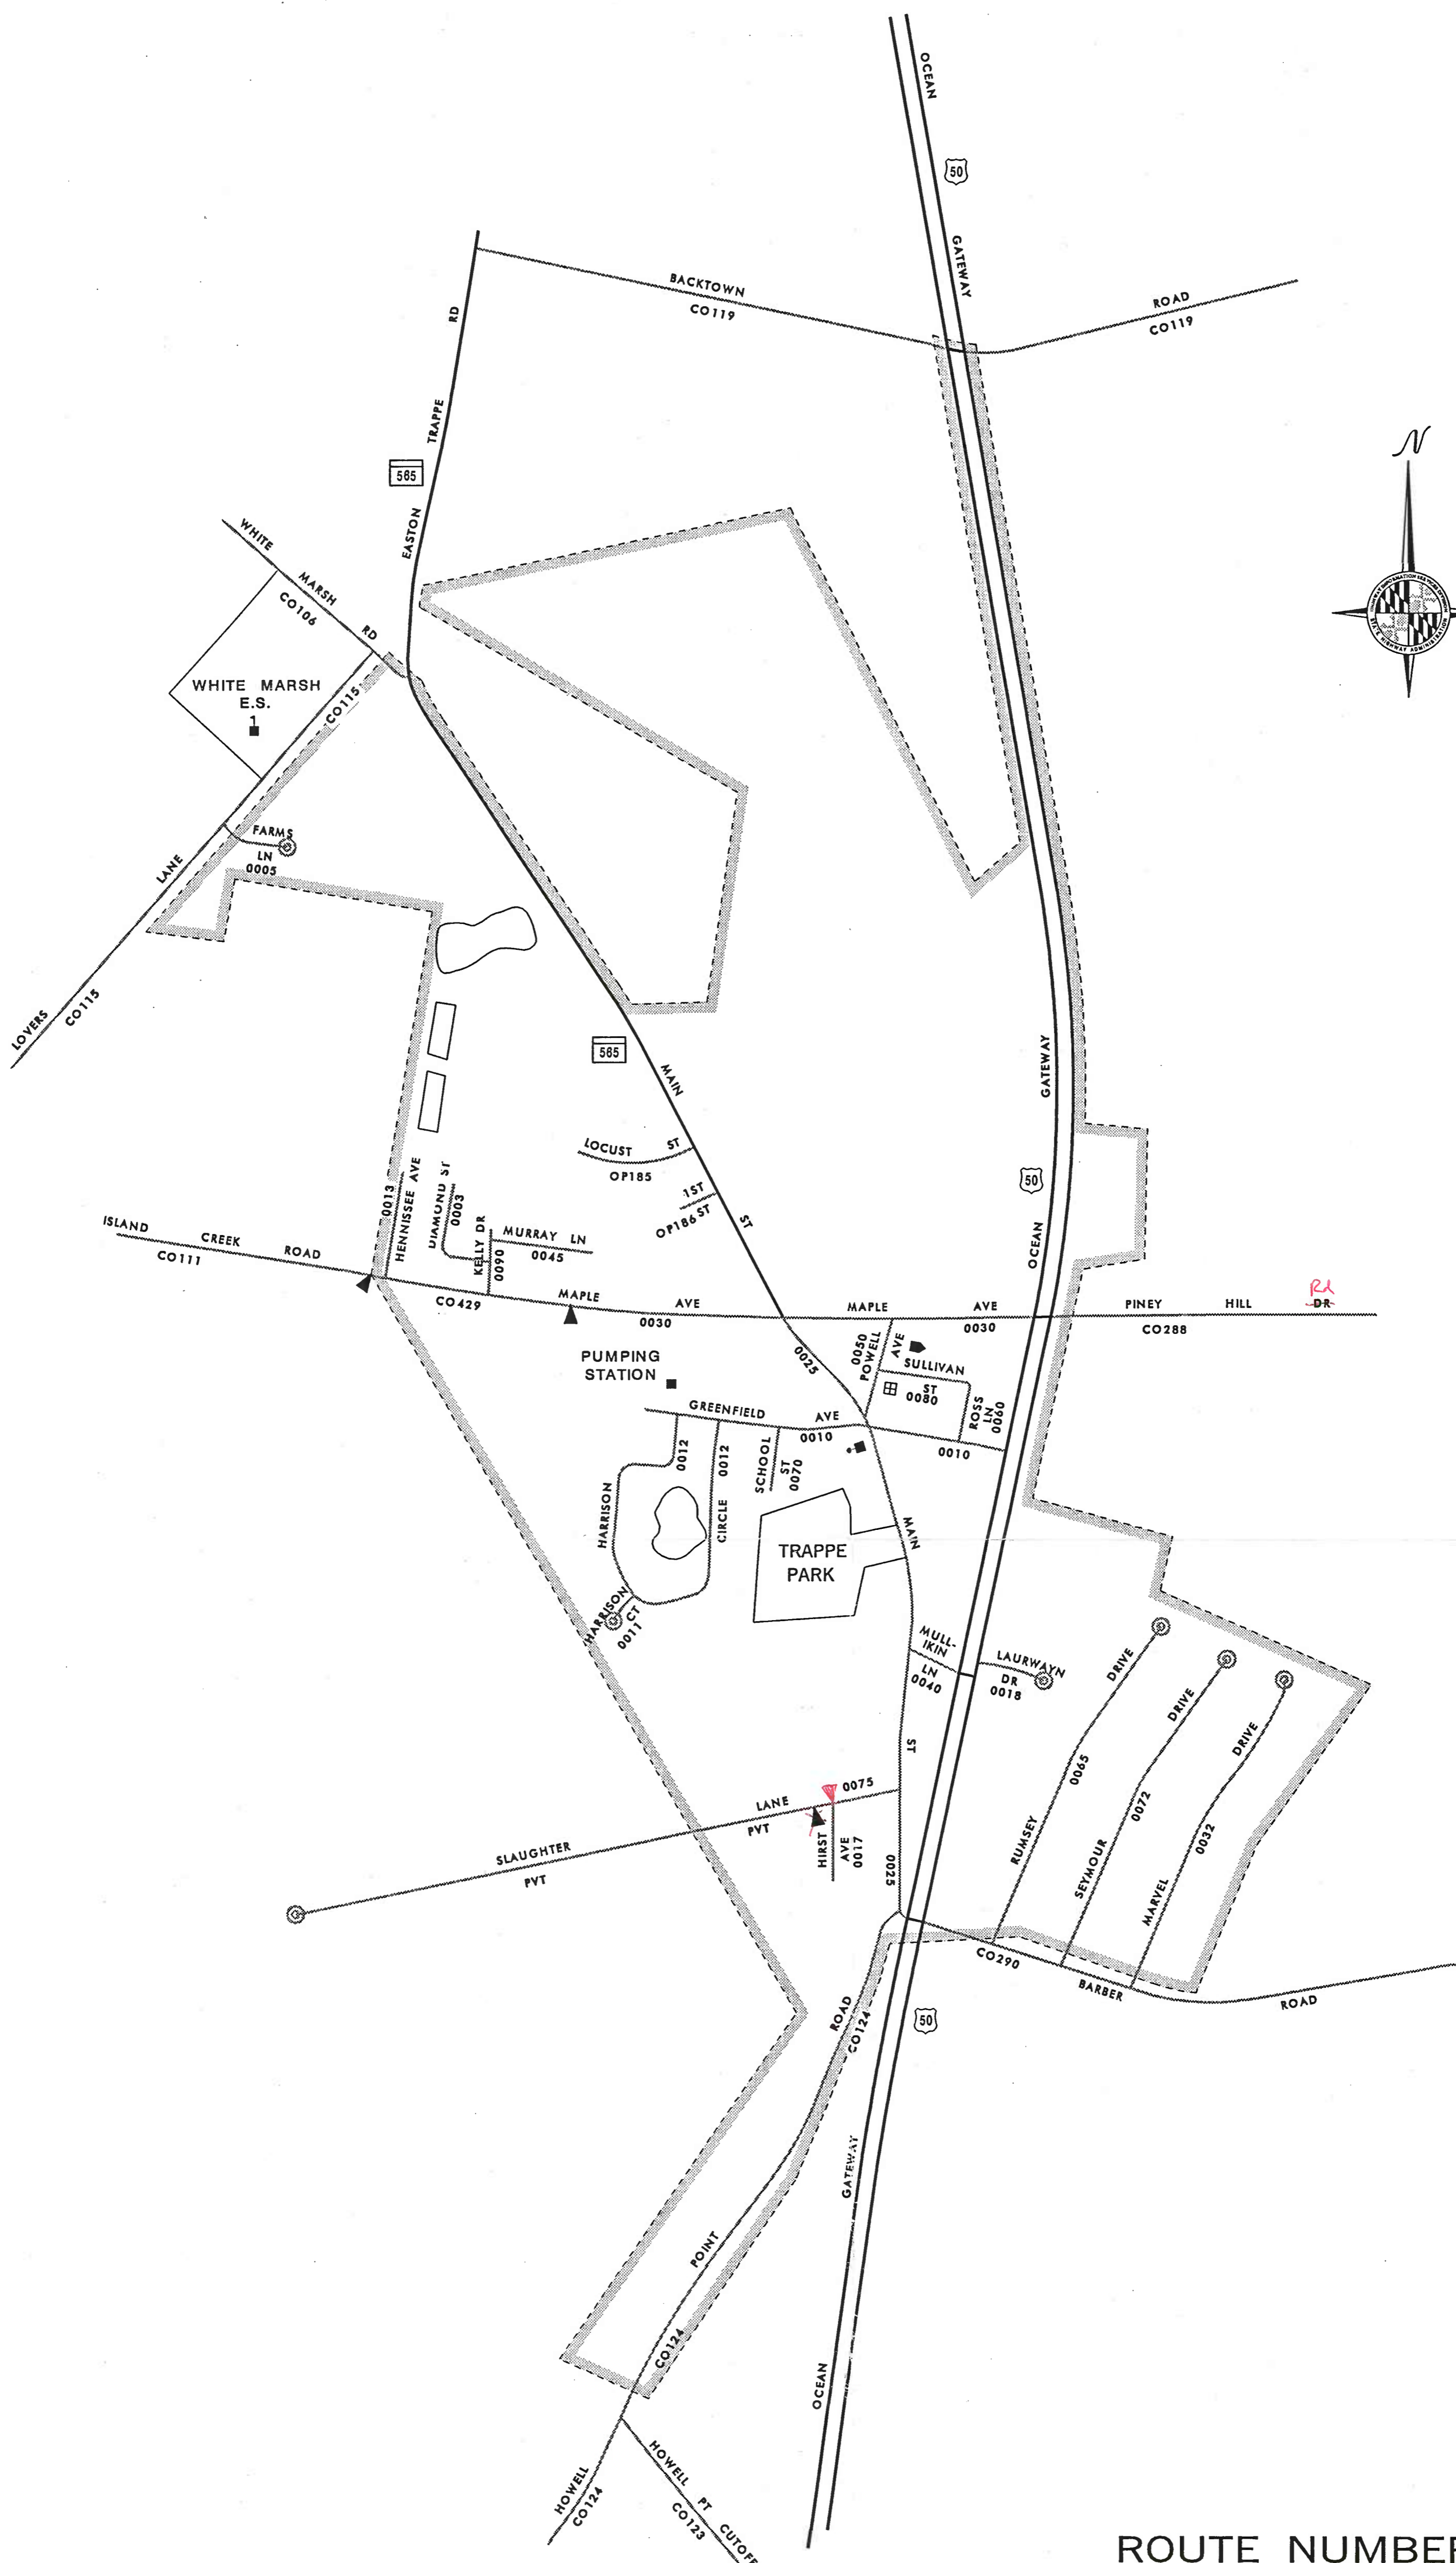 OCEAN
50
GATEWAY
BACKTOWN
CO119
ROAD
CO119
RD
TRAPPE
EASTON
565
N
WHITE MARSH RD
CO106
STATE HIGHWAY ADMINISTRATION
WHITE MARSH
E.S.
1
CO115
FARMS
LN
0005
LANE
LOVERS
CO115
565
MAIN
GATEWAY
LOCUST ST
OP185
1ST
OP186 ST
ST
50
OCEAN
0013
HENNISSEE AVE
DIAMOND ST
0003
KELLY DR
0090
MURRAY LN
0045
ISLAND CREEK ROAD
CO111
CO429
MAPLE AVE
0030
MAPLE AVE
0030
PINEY HILL DR
Rd
CO288
PUMPING
STATION
0025
0050
POWELL
AVE
SULLIVAN
ST
0080
ROSS
LN
0060
GREENFIELD AVE
0010
0010
0012
0012
SCHOOL
ST
0070
HARRISON
CIRCLE
TRAPPE
PARK
MAIN
HARRISON
CT
0011
MULL-
IKIN
LN
0040
LAURWAYN
DR
0018
DRIVE
DRIVE
DRIVE
ST
0065
0072
0032
RUMSEY
SEYMOUR
MARVEL
0075
LANE
PVT
SLAUGHTER
PVT
HIRST
AVE
0017
0025
CO290
BARBER
ROAD
ROAD
CO124
50
GATEWAY
POINT
CO124
OCEAN
HOWELL
CO124
HOWELL PT CUTOFF
CO123
ROUTE NUMBER